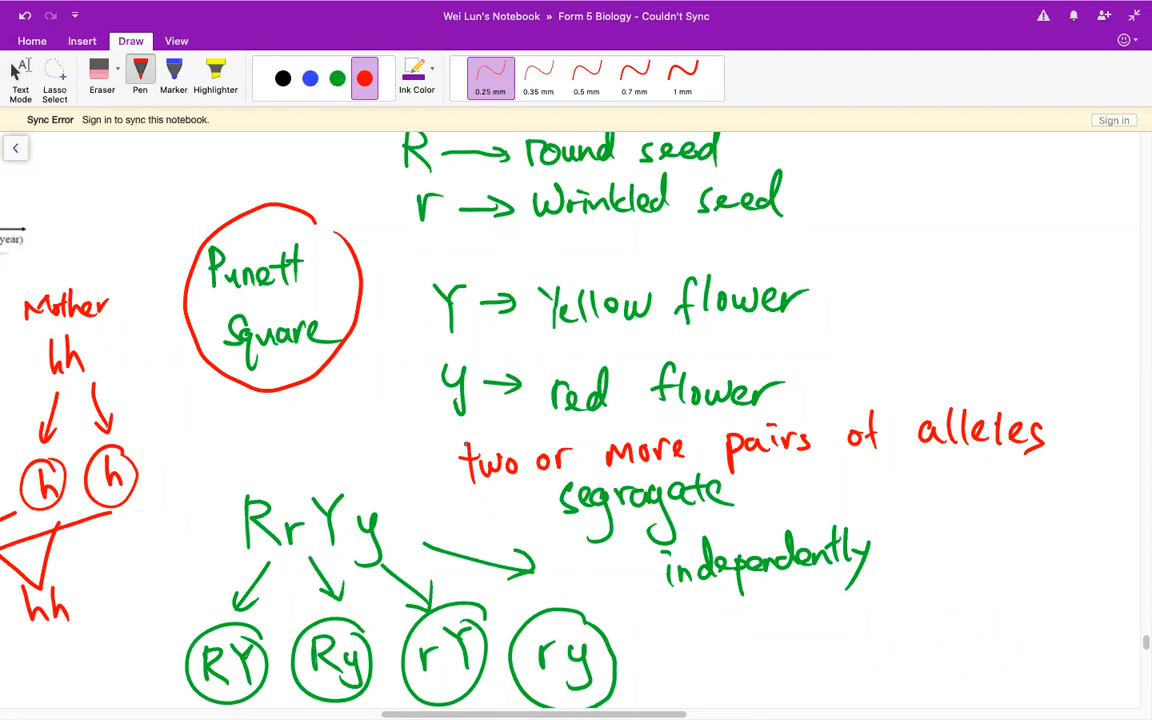 Wei Lun's Notebook » Form 5 Biology - Couldn't Sync
Home Insert Draw View
Text Mode
Lasso Select
Eraser
Pen
Marker
Highlighter
Ink Color
0.25 mm
0.35 mm
0.5 mm
0.7 mm
1 mm
Sync Error Sign in to sync this notebook.
Sign in
R → round seed
r → Wrinkled seed
year)
Punett
square
Mother
hh
h h
hh
Y → Yellow flower
y → red flower
two or more pairs of alleles
segragate
independently
RrYy
RY Ry rY ry